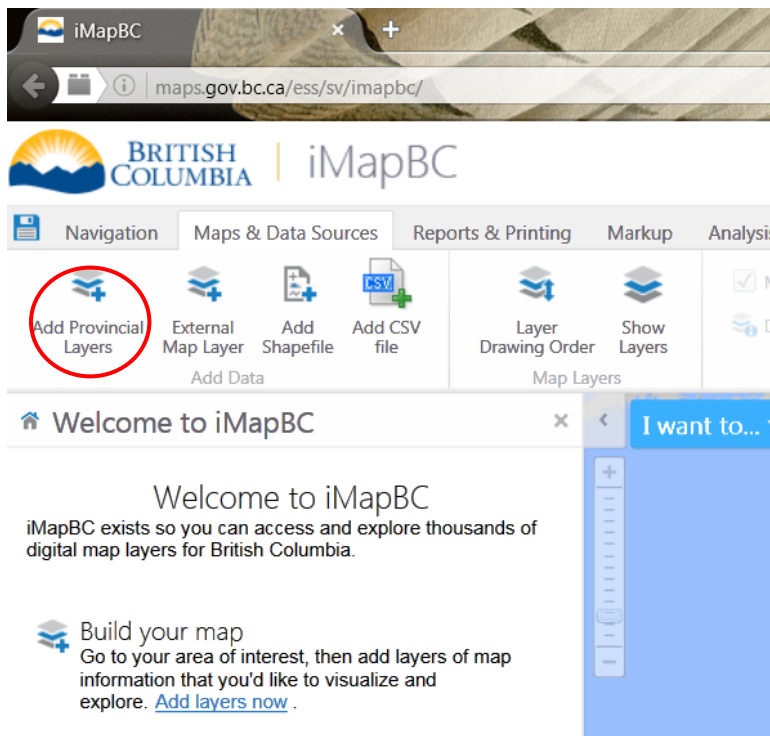 iMapBC
maps.gov.bc.ca/ess/sv/imapbc/
BRITISH
COLUMBIA
iMapBC
Navigation Maps & Data Sources Reports & Printing Markup Analysis
Add Provincial
Layers
External
Map Layer
Add
Shapefile
CSV
Add CSV
file
Layer
Drawing Order
Show
Layers
Add Data
Map Layers
Welcome to iMapBC
I want to...
Welcome to iMapBC
iMapBC exists so you can access and explore thousands of
digital map layers for British Columbia.
Build your map
Go to your area of interest, then add layers of map
information that you'd like to visualize and
explore. Add layers now .